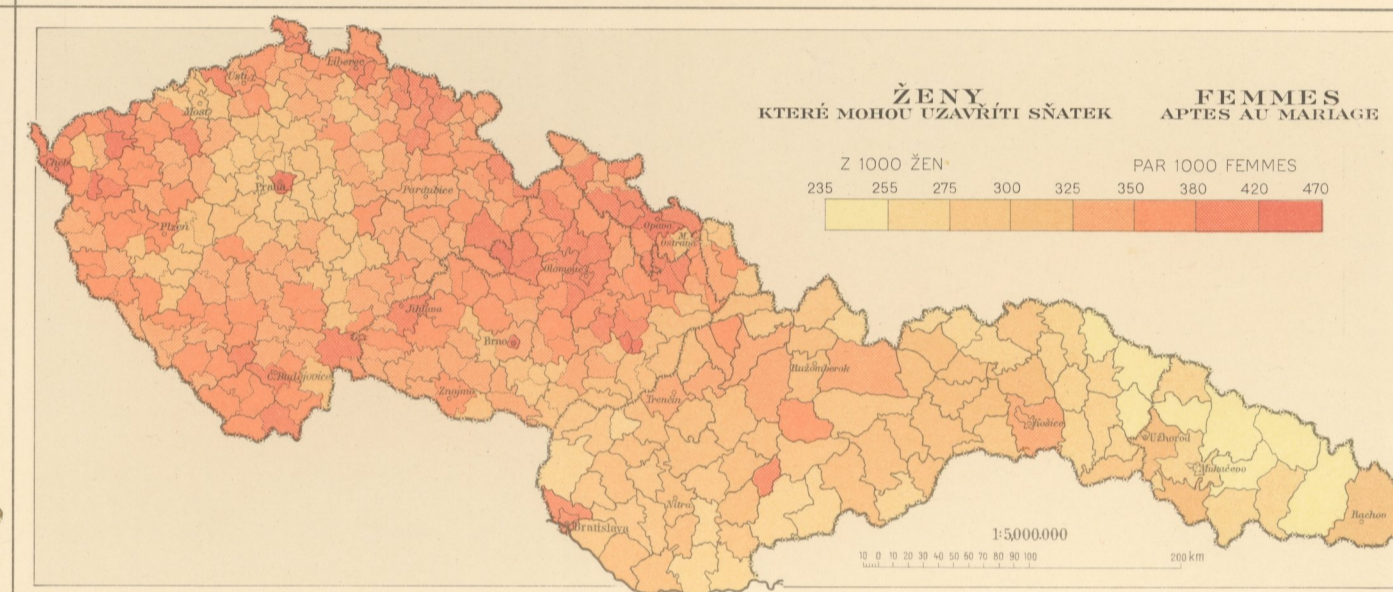 ŽENY
KTERÉ MOHOU UZAVŘÍTI SŇATEK
FEMMES
APTES AU MARIAGE
Z 1000 ŽEN
PAR 1000 FEMMES
235 255 275 300 325 350 380 420 470
Liberec
Ústí
Most
Cheb
Praha
Pardubice
Plzeň
Opava
M. Ostrava
Olomouc
Jihlava
Brno
Č. Budějovice
Znojmo
Ružomberok
Trenčín
Košice
Užhorod
Mukačevo
Nitra
Rachov
Bratislava
1:5,000.000
10 0 10 20 30 40 50 60 70 80 90 100
200 km